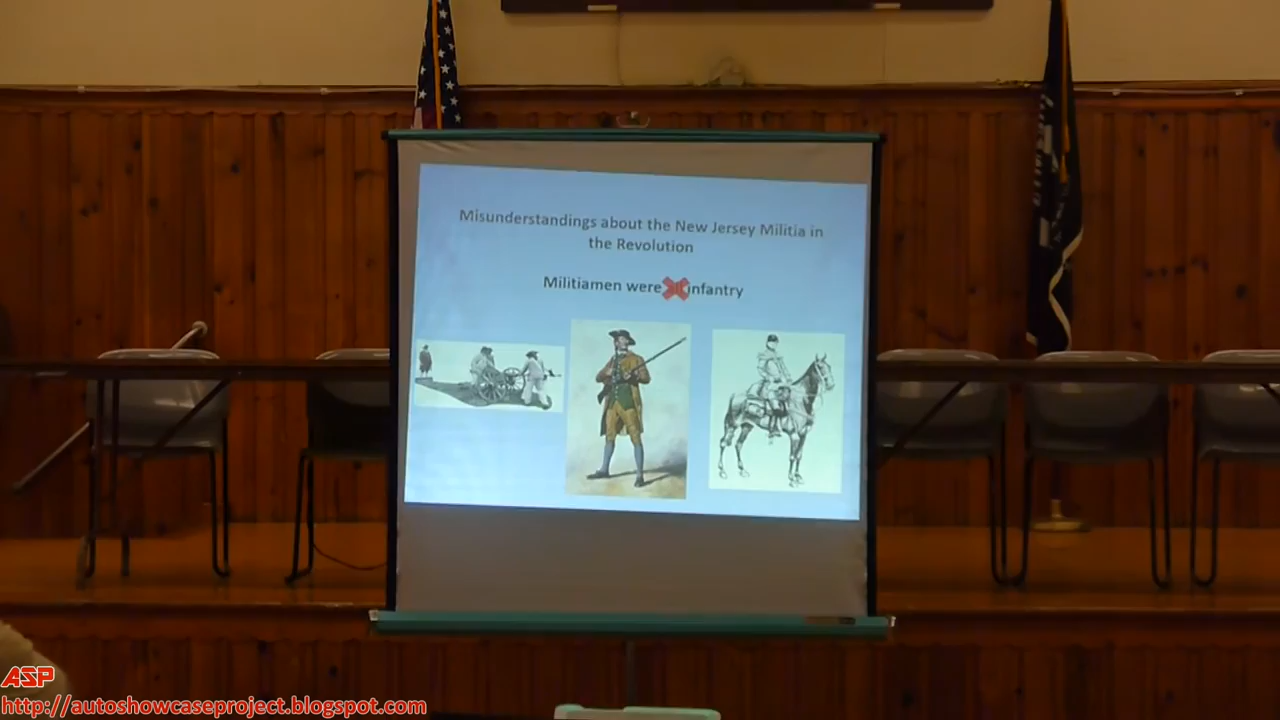 Misunderstandings about the New Jersey Militia in
the Revolution
Militiamen were infantry
ASP
http://autoshowcaseproject.blogspot.com